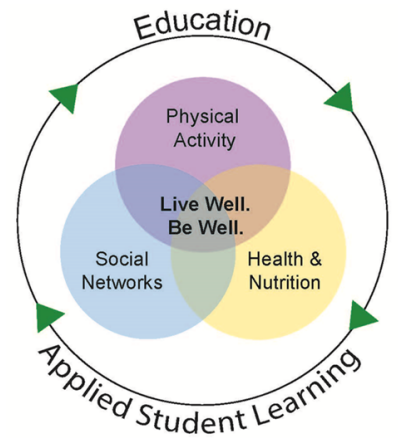 Education
Physical
Activity
Live Well.
Be Well.
Social
Networks
Health &
Nutrition
Applied Student Learning